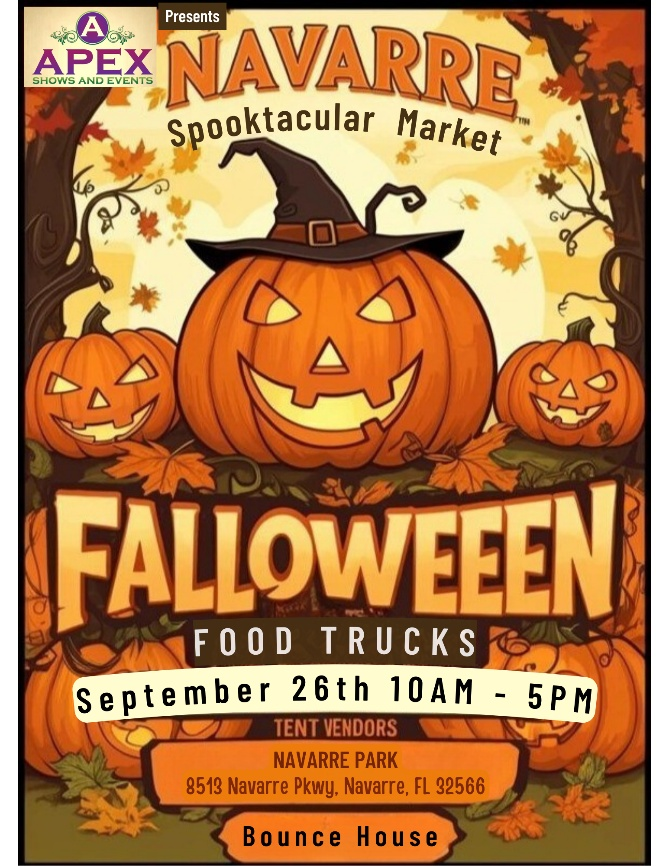 A
APEX
SHOWS AND EVENTS
Presents
NAVARRE
Spooktacular Market
FALLOWEEEN
FOOD TRUCKS
September 26th 10AM - 5PM
TENT VENDORS
NAVARRE PARK
8513 Navarre Pkwy, Navarre, FL 32566
Bounce House